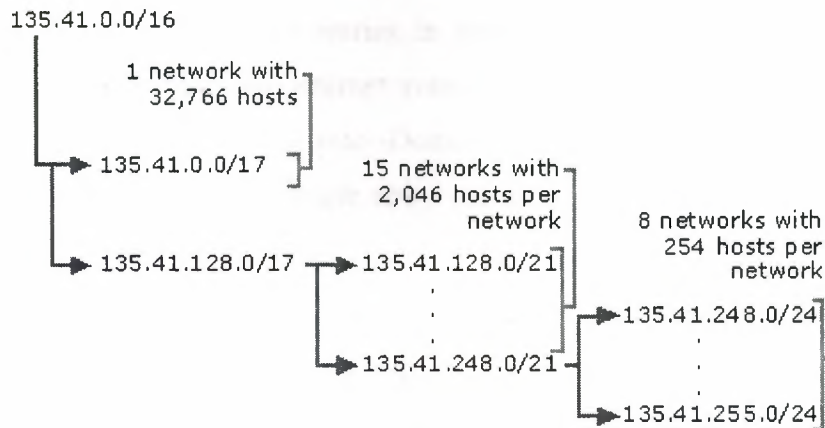 135.41.0.0/16
1 network with
32,766 hosts
135.41.0.0/17
15 networks with
2,046 hosts per
network
8 networks with
254 hosts per
network
135.41.128.0/17
135.41.128.0/21
135.41.248.0/24
135.41.248.0/21
135.41.255.0/24